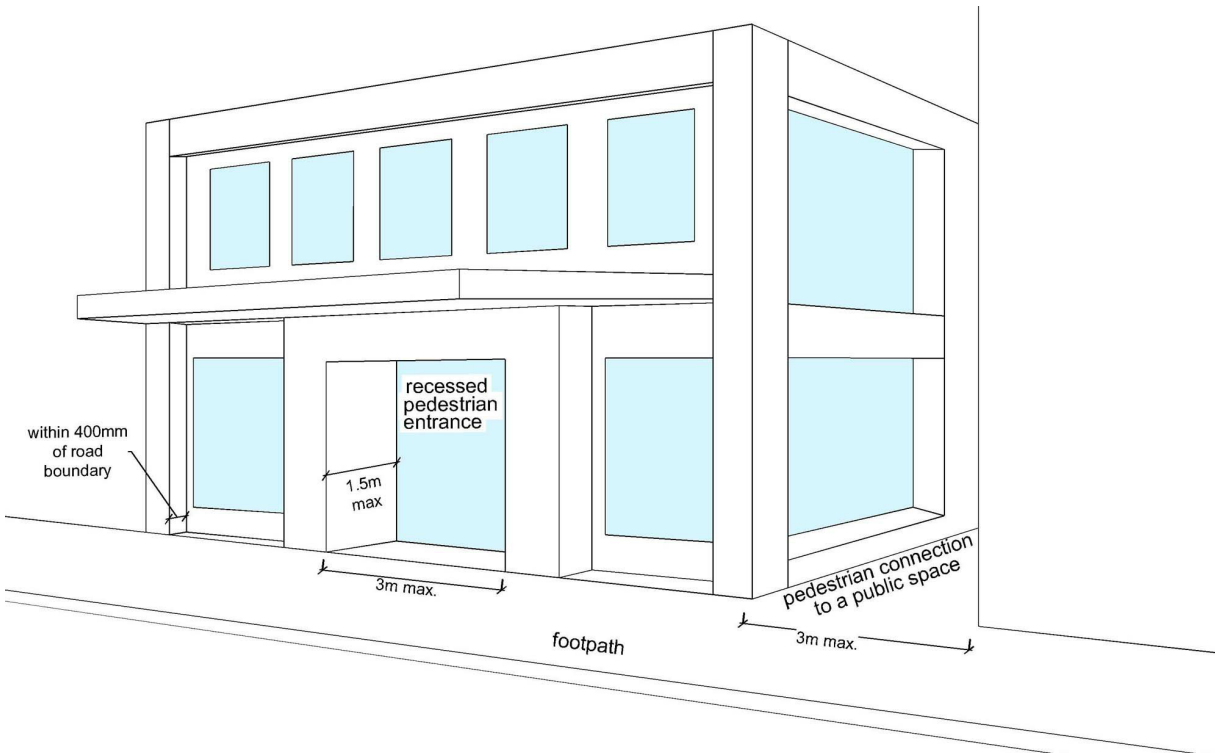 recessed
pedestrian
entrance
within 400mm
of road
boundary
1.5m
max
3m max.
pedestrian connection
to a public space
3m max.
footpath